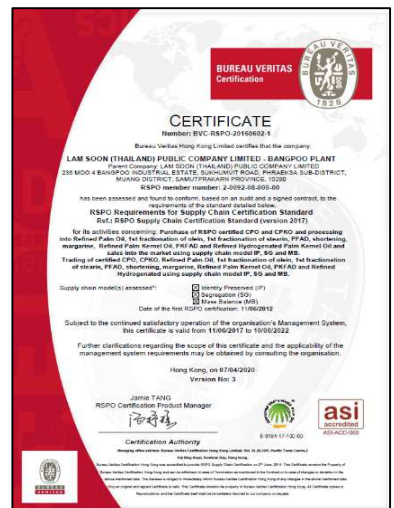 BUREAU VERITAS
Certification
BUREAU VERITAS
1828
CERTIFICATE
Number: BVC-RSPO-20160602-1
Bureau Veritas Hong Kong Limited certifies that the company
LAM SOON (THAILAND) PUBLIC COMPANY LIMITED - BANGPOO PLANT
Parent Company: LAM SOON (THAILAND) PUBLIC COMPANY LIMITED
236 MOO 4 BANGPOO INDUSTRIAL ESTATE, SUKHUMVIT ROAD, PHRAEKSA SUB-DISTRICT,
MUANG DISTRICT, SAMUTPRAKARN PROVINCE, 10280
RSPO member number: 2-0092-08-000-00
has been assessed and found to conform, based on an audit and a signed contract, to the
requirements of the standard detailed below.
RSPO Requirements for Supply Chain Certification Standard
Ref.: RSPO Supply Chain Certification Standard (version 2017)
for its activities concerning: Purchase of RSPO certified CPO and CPKO and processing
into Refined Palm Oil, 1st fractionation of olein, 1st fractionation of stearin, PFAD, shortening,
margarine, Refined Palm Kernel Oil, PKFAD and Refined Hydrogenated Palm Kernel Oil and
sales into the market using supply chain model IP, SG and MB.
Trading of certified CPO, CPKO, Refined Palm Oil, 1st fractionation of olein, 1st fractionation
of stearin, PFAD, shortening, margarine, Refined Palm Kernel Oil, PKFAD and Refined
Hydrogenated using supply chain model IP, SG and MB.
Supply chain model(s) assessed*:
Identity Preserved (IP)
Segregation (SG)
Mass Balance (MB)
Date of the first RSPO certification: 11/06/2012
Subject to the continued satisfactory operation of the organisation's Management System,
this certificate is valid from 11/06/2017 to 10/06/2022
Further clarifications regarding the scope of this certificate and the applicability of the
management system requirements may be obtained by consulting the organisation.
Hong Kong, on 07/04/2020
Version No: 3
Jamie TANG
RSPO Certification Product Manager
asi
accredited
ASI-ACC-066
Certification Authority
BUREAU VERITAS